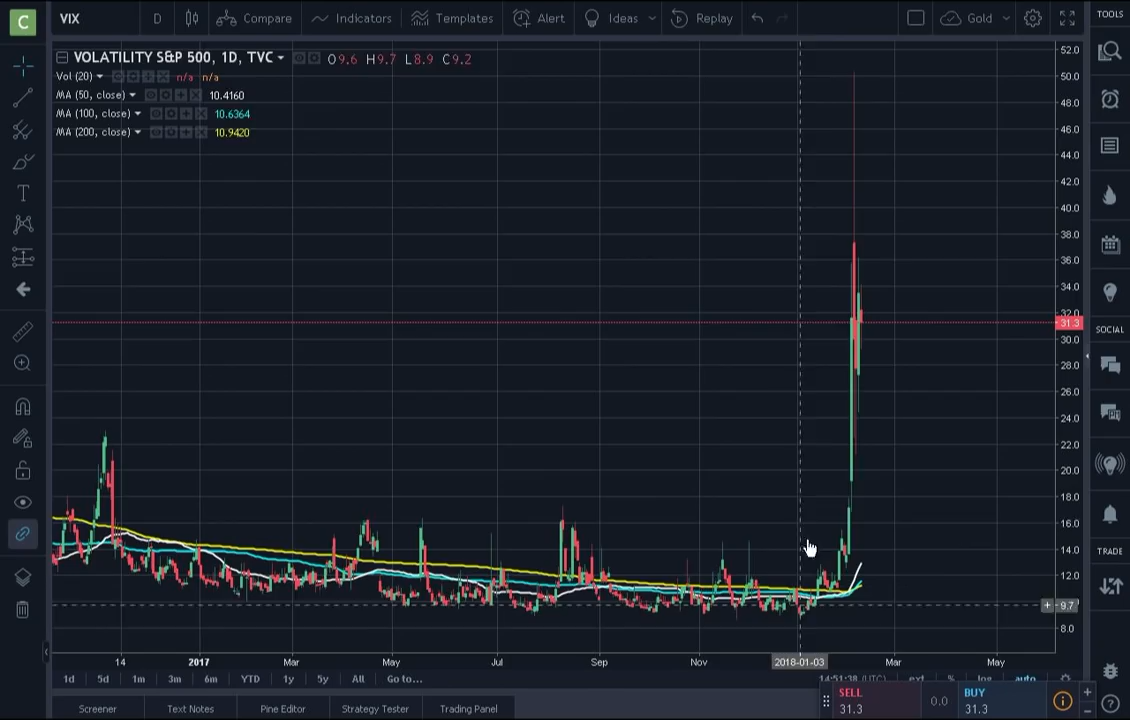 C VIX D Compare Indicators Templates Alert Ideas Replay Gold TOOLS
VOLATILITY S&P 500, 1D, TVC O9.6 H9.7 L8.9 C9.2
Vol (20) n/a n/a
MA (50, close) 10.4160
MA (100, close) 10.6364
MA (200, close) 10.9420
52.0
50.0
48.0
46.0
44.0
42.0
40.0
38.0
36.0
34.0
32.0
31.3
30.0
28.0
26.0
24.0
22.0
20.0
18.0
16.0
14.0
12.0
9.7
8.0
SOCIAL
TRADE
14 2017 Mar May Jul Sep Nov 2018-01-03 Mar May
1d 5d 1m 3m 6m YTD 1y 5y All Go to... 14:51:38 (UTC) ext % log auto
SELL 31.3 0.0 BUY 31.3
Screener Text Notes Pine Editor Strategy Tester Trading Panel